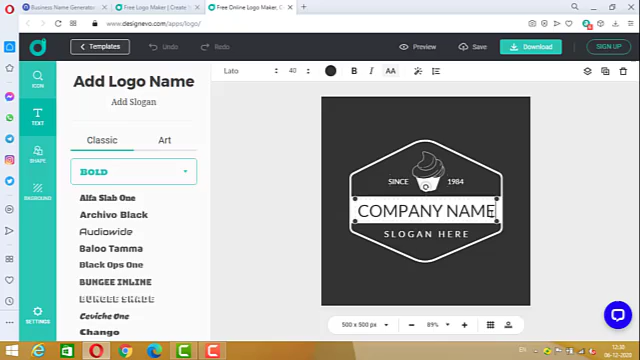 Business Name Generator
Free Logo Maker | Create
Free Online Logo Maker,
www.designevo.com/apps/logo/
Templates
Undo
Redo
Preview
Save
Download
SIGN UP
ICON
TEXT
SHAPE
BKGROUND
SETTINGS
Add Logo Name
Add Slogan
Classic
Art
BOLD
Alfa Slab One
Archivo Black
Audiowide
Baloo Tamma
Black Ops One
BUNGEE INLINE
BUNGEE SHADE
Ceviche One
Chango
Lato
40
B
I
AA
SINCE
1984
COMPANY NAME
SLOGAN HERE
500 x 500 px
89%
12:38
06-12-2020